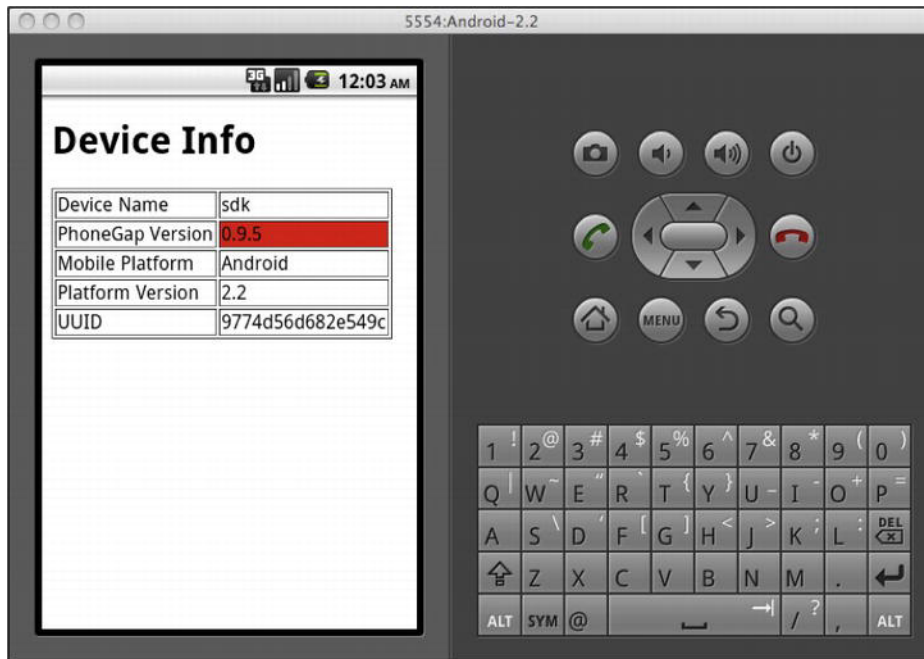 5554:Android-2.2
3G 12:03 AM
Device Info
Device Name sdk
PhoneGap Version 0.9.5
Mobile Platform Android
Platform Version 2.2
UUID 9774d56d682e549c
MENU
1 ! 2 @ 3 # 4 $ 5 % 6 ^ 7 & 8 * 9 ( 0 )
Q | W ~ E " R ` T { Y } U _ I - O + P =
A S \ D ' F [ G ] H < J > K ; L : DEL
Z X C V B N M .
ALT SYM @ / ? , ALT